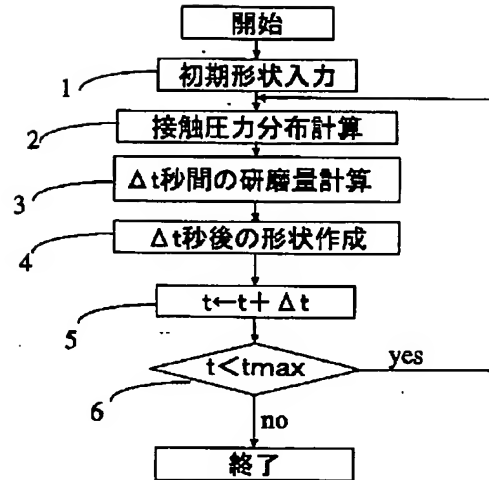 開始
1
初期形状入力
2
接触圧力分布計算
3
Δt秒間の研磨量計算
4
Δt秒後の形状作成
5
t←t+Δt
6
t<tmax
yes
no
終了